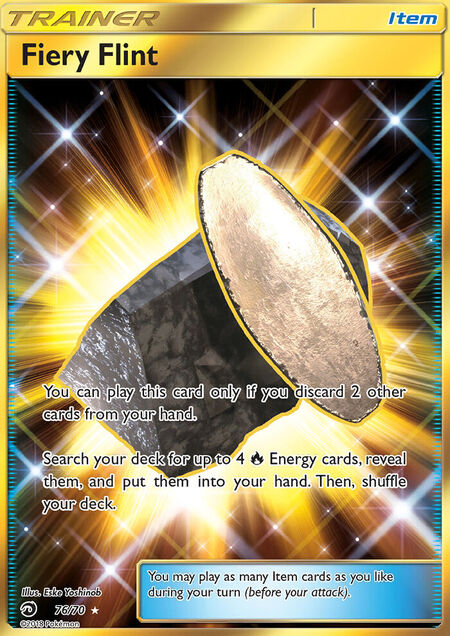 TRAINER
Item
Fiery Flint
You can play this card only if you discard 2 other
cards from your hand.
Search your deck for up to 4 Energy cards, reveal
them, and put them into your hand. Then, shuffle
your deck.
Illus. Eske Yoshinob
76/70
©2018 Pokémon
You may play as many Item cards as you like
during your turn (before your attack).